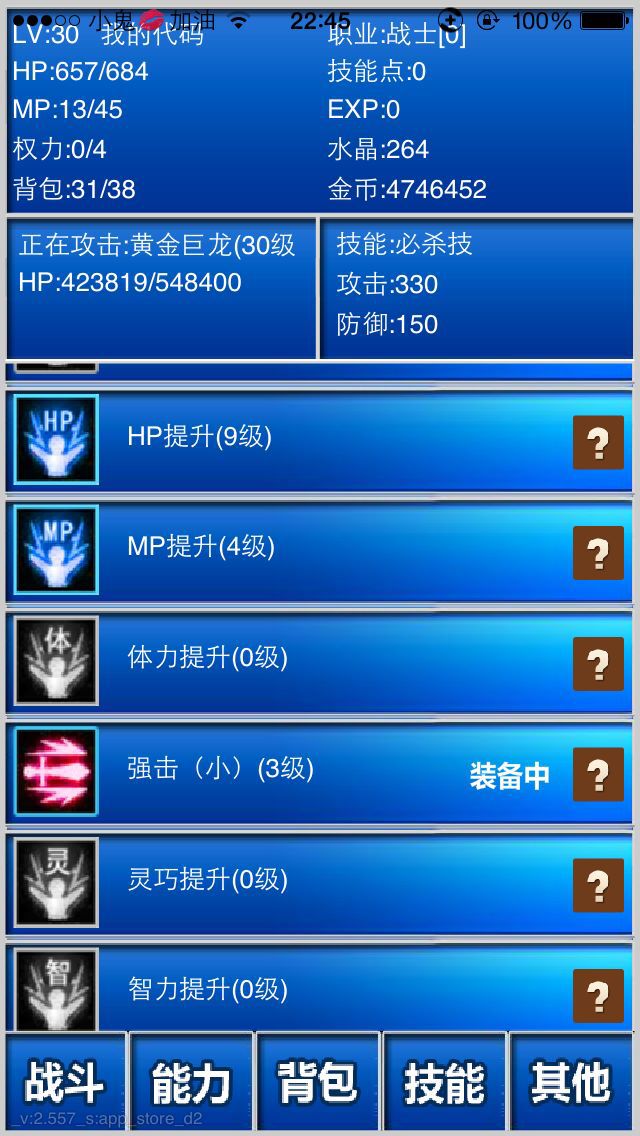 小鬼💋加油 22:45 100%
LV:30 我的代码 职业:战士[0]
HP:657/684 技能点:0
MP:13/45 EXP:0
权力:0/4 水晶:264
背包:31/38 金币:4746452
正在攻击:黄金巨龙(30级 技能:必杀技
HP:423819/548400 攻击:330
防御:150
HP
HP提升(9级) ?
MP
MP提升(4级) ?
体
体力提升(0级) ?
强击（小）(3级) 装备中 ?
灵
灵巧提升(0级) ?
智
智力提升(0级) ?
战斗 能力 背包 技能 其他
_v:2.557_s:app_store_d2